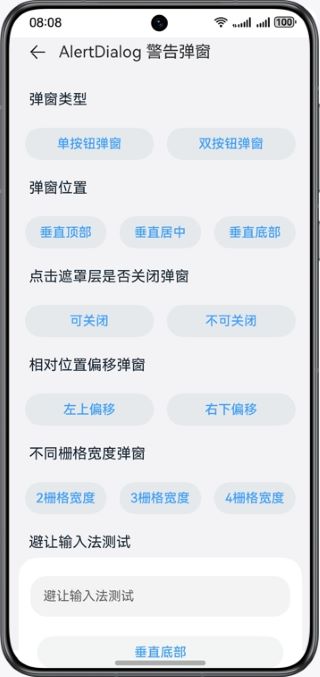 08:08
100
AlertDialog 警告弹窗
弹窗类型
单按钮弹窗 双按钮弹窗
弹窗位置
垂直顶部 垂直居中 垂直底部
点击遮罩层是否关闭弹窗
可关闭 不可关闭
相对位置偏移弹窗
左上偏移 右下偏移
不同栅格宽度弹窗
2栅格宽度 3栅格宽度 4栅格宽度
避让输入法测试
避让输入法测试
垂直底部